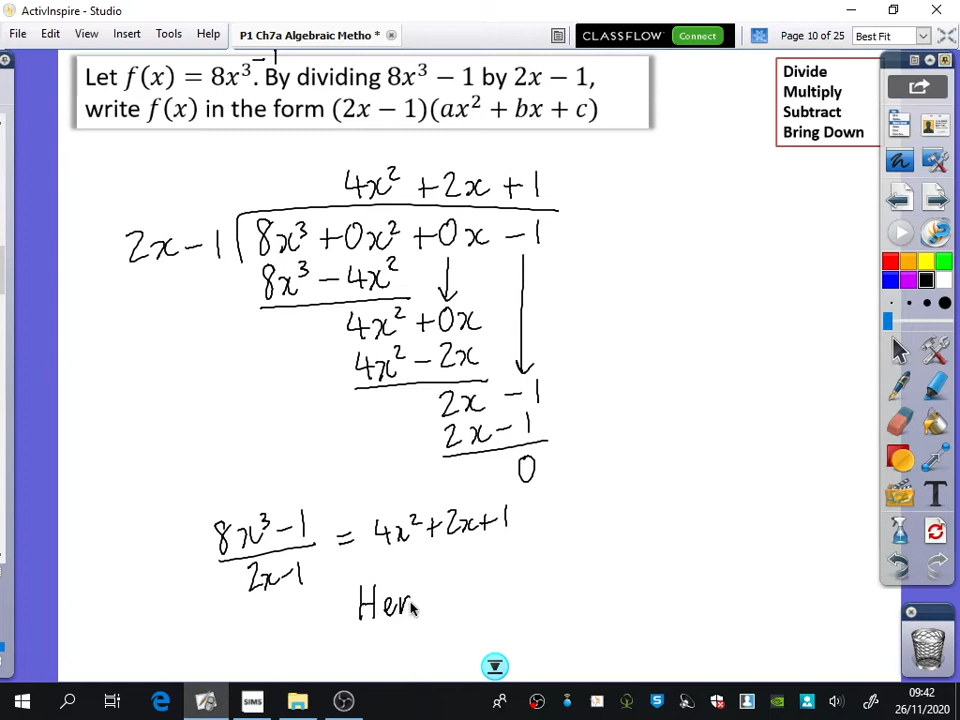 ActivInspire - Studio
File Edit View Insert Tools Help
P1 Ch7a Algebraic Metho *
CLASSFLOW Connect
Page 10 of 25
Best Fit
Let f(x) = 8x³ - 1. By dividing 8x³ − 1 by 2x − 1,
write f(x) in the form (2x − 1)(ax² + bx + c)
Divide
Multiply
Subtract
Bring Down
4x² + 2x + 1
2x - 1 8x³ + 0x² + 0x - 1
8x³ - 4x²
4x² + 0x
4x² - 2x
2x - 1
2x - 1
0
8x³ - 1
= 4x² + 2x + 1
2x - 1
Her
SIMS
09:42
26/11/2020